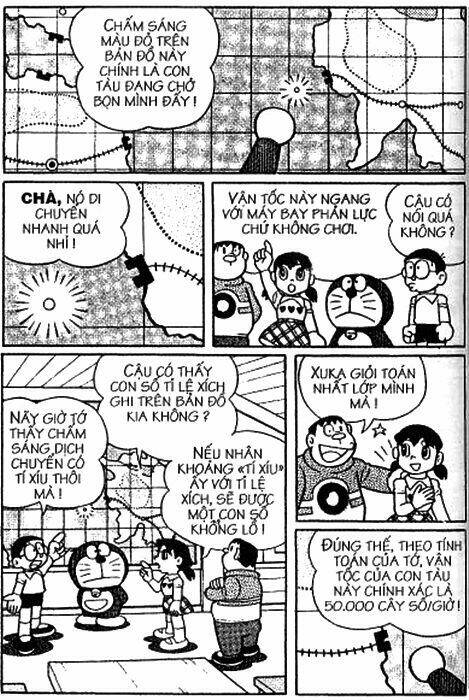 CHẤM SÁNG
MÀU ĐỎ TRÊN
BẢN ĐỒ NÀY
CHÍNH LÀ CON
TÀU ĐANG CHỞ
BỌN MÌNH ĐẤY!
CHÀ, NÓ DI
CHUYỂN
NHANH QUÁ
NHỈ!
VẬN TỐC NÀY NGANG
VỚI MÁY BAY PHẢN LỰC
CHỨ KHÔNG CHƠI.
CẬU CÓ
NÓI QUÁ
KHÔNG?
NÃY GIỜ TỚ
THẤY CHẤM
SÁNG DỊCH
CHUYỂN CÓ
TÍ XÍU THÔI
MÀ!
CẬU CÓ THẤY
CON SỐ TỈ LỆ XÍCH
GHI TRÊN BẢN ĐỒ
KIA KHÔNG?
NẾU NHÂN
KHOẢNG «TÍ XÍU»
ẤY VỚI TỈ LỆ
XÍCH, SẼ ĐƯỢC
MỘT CON SỐ
KHỔNG LỒ!
XUKA GIỎI TOÁN
NHẤT LỚP MÌNH
MÀ!
ĐÚNG THẾ, THEO TÍNH
TOÁN CỦA TỚ, VẬN
TỐC CỦA CON TÀU
NÀY CHÍNH XÁC LÀ
50.000 CÂY SỐ/GIỜ!